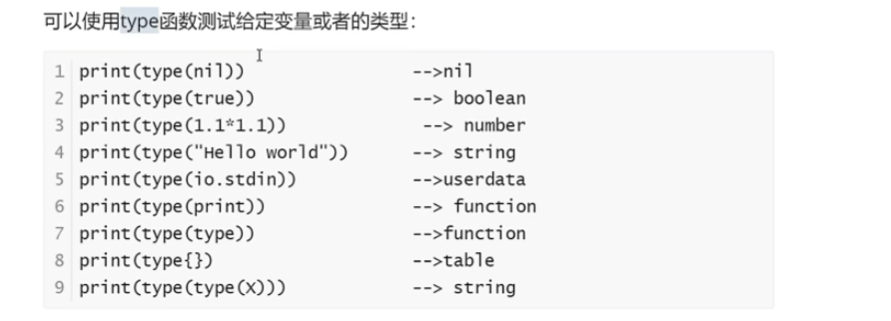 可以使用type函数测试给定变量或者的类型：
1 print(type(nil)) -->nil
2 print(type(true)) --> boolean
3 print(type(1.1*1.1)) --> number
4 print(type("Hello world")) --> string
5 print(type(io.stdin)) -->userdata
6 print(type(print)) --> function
7 print(type(type)) -->function
8 print(type{}) -->table
9 print(type(type(X))) --> string